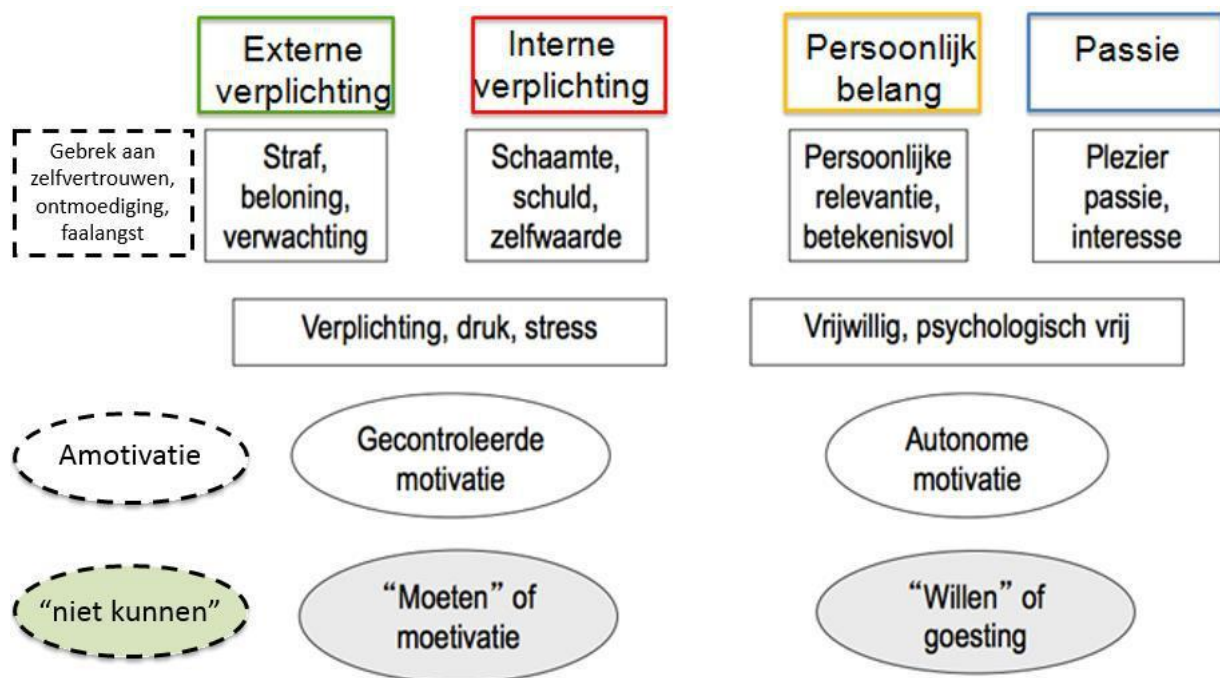 Externe
verplichting
Interne
verplichting
Persoonlijk
belang
Passie
Gebrek aan
zelfvertrouwen,
ontmoediging,
faalangst
Straf,
beloning,
verwachting
Schaamte,
schuld,
zelfwaarde
Persoonlijke
relevantie,
betekenisvol
Plezier
passie,
interesse
Verplichting, druk, stress
Vrijwillig, psychologisch vrij
Amotivatie
Gecontroleerde
motivatie
Autonome
motivatie
“niet kunnen”
“Moeten” of
moetivatie
“Willen” of
goesting